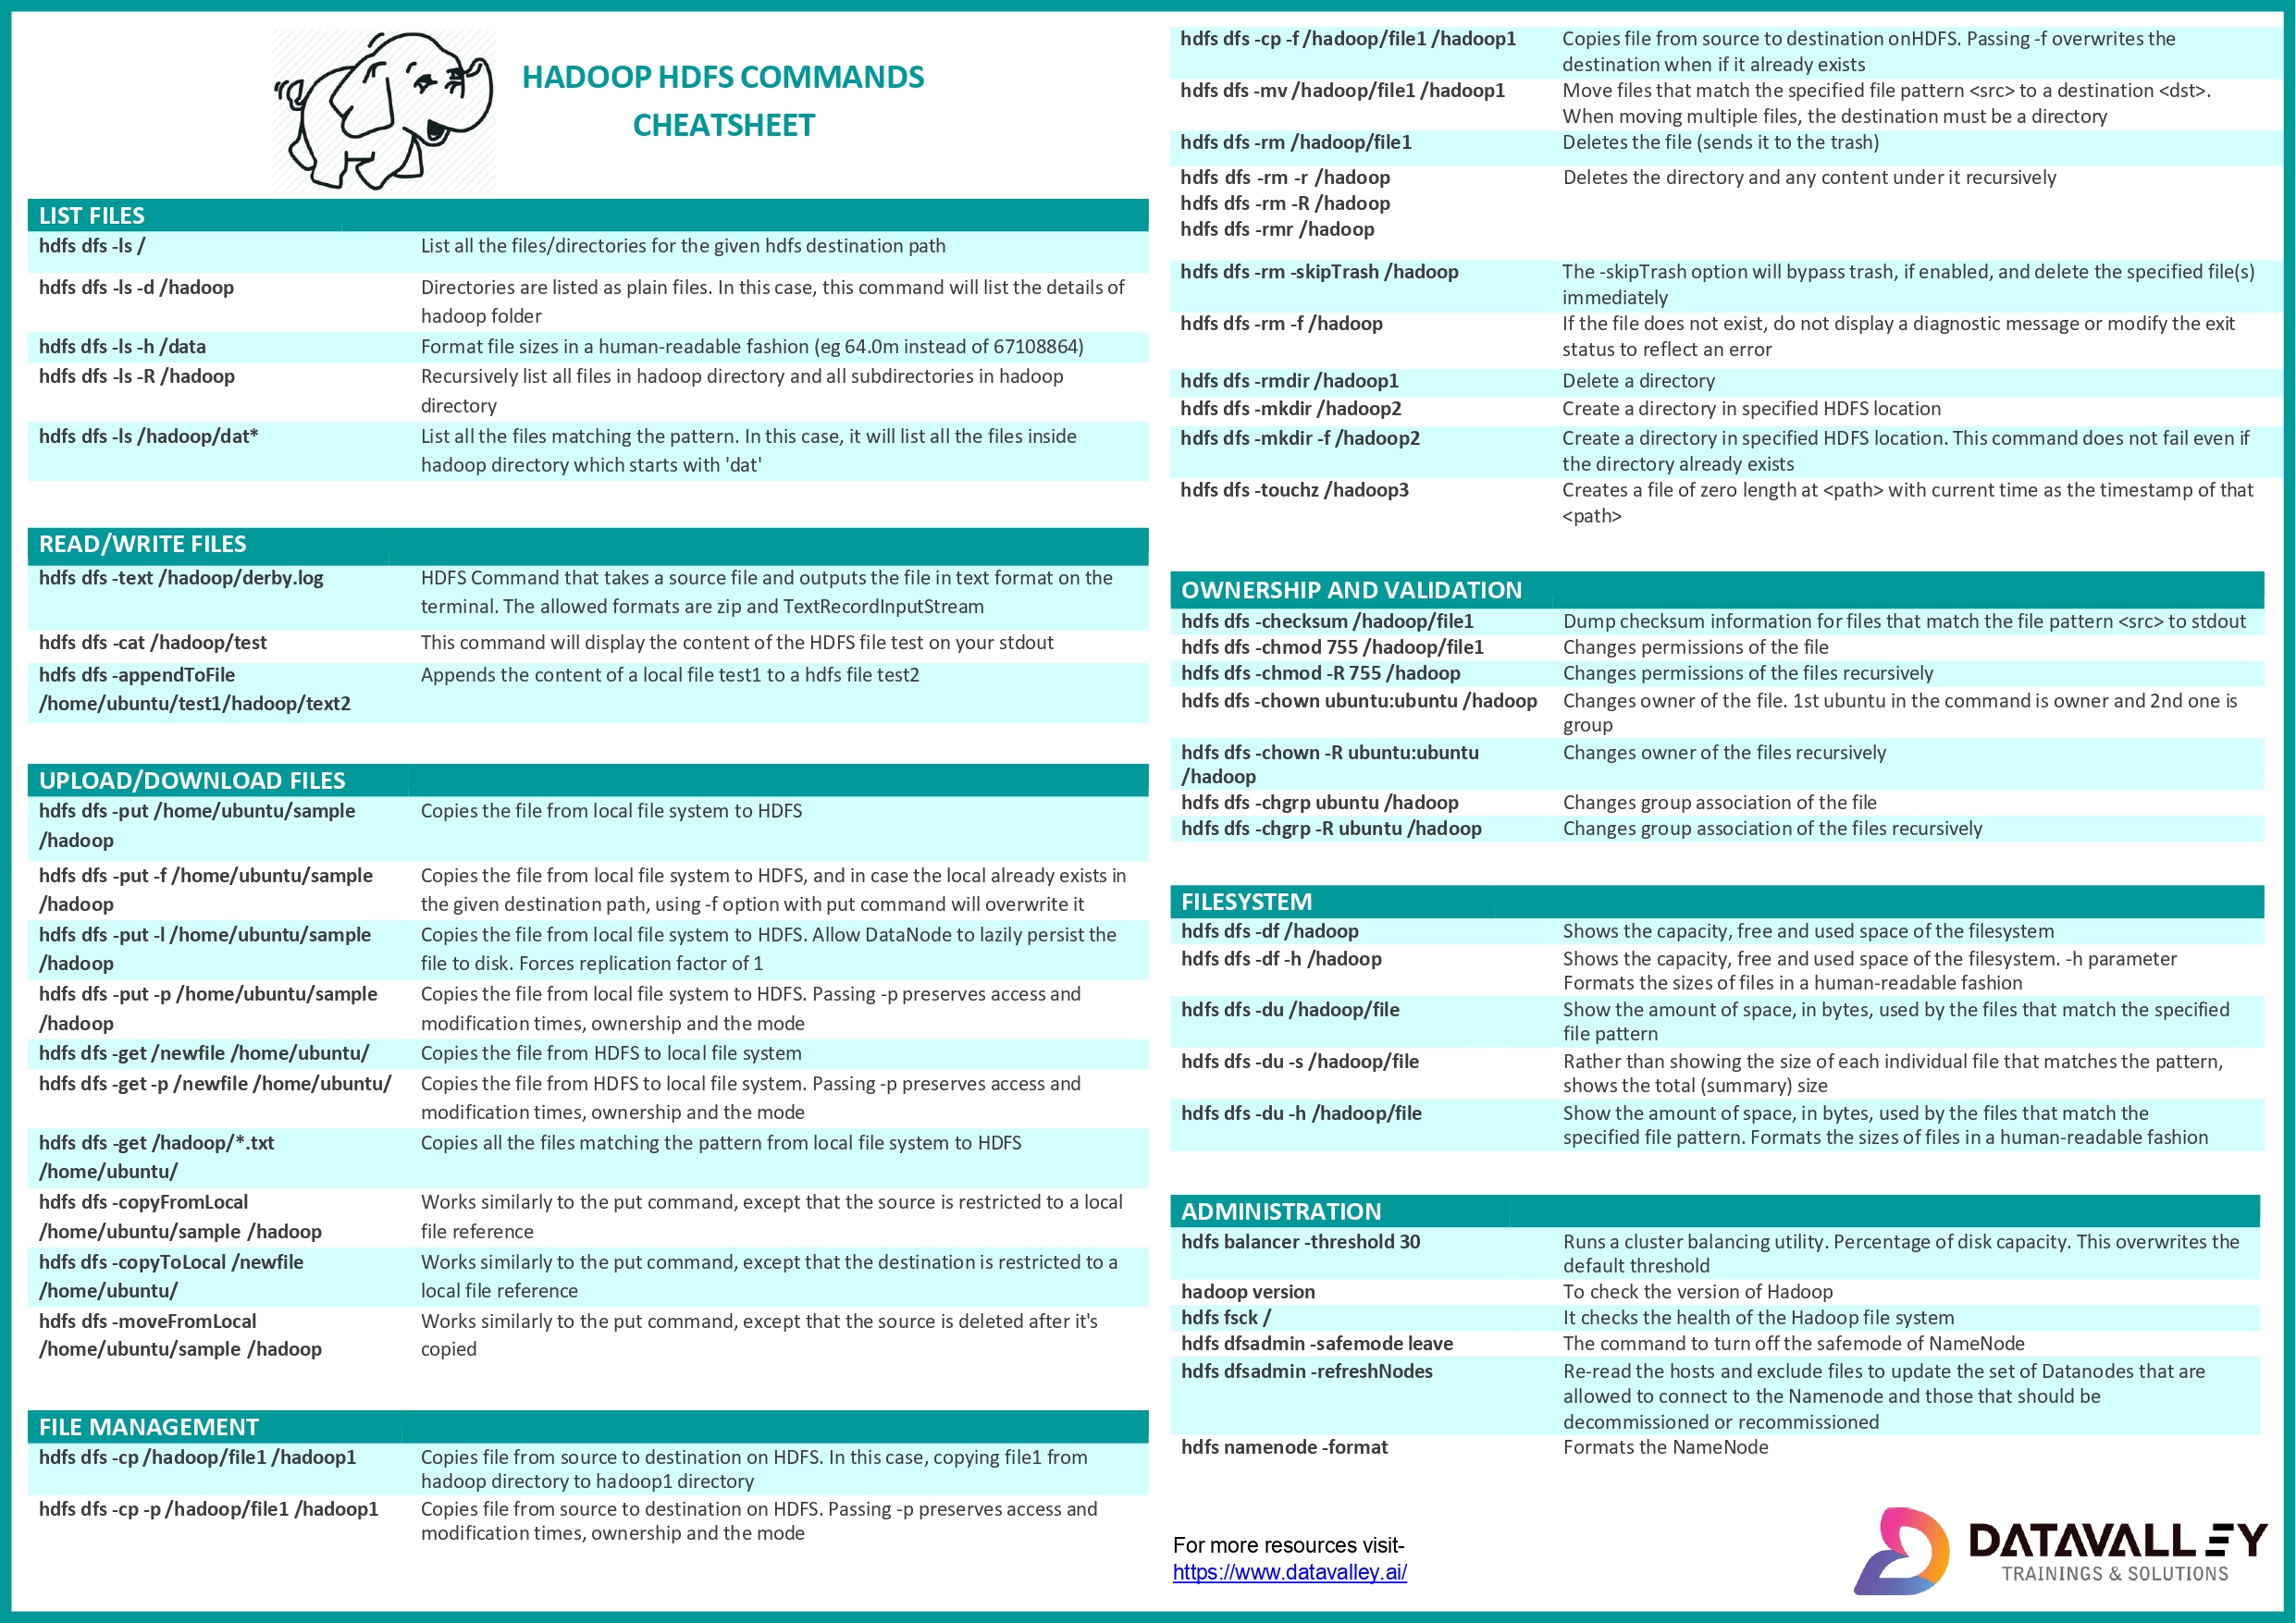 HADOOP HDFS COMMANDS
CHEATSHEET
LIST FILES
hdfs dfs -ls /
List all the files/directories for the given hdfs destination path
hdfs dfs -ls -d /hadoop
Directories are listed as plain files. In this case, this command will list the details of
hadoop folder
hdfs dfs -ls -h /data
Format file sizes in a human-readable fashion (eg 64.0m instead of 67108864)
hdfs dfs -ls -R /hadoop
Recursively list all files in hadoop directory and all subdirectories in hadoop
directory
hdfs dfs -ls /hadoop/dat*
List all the files matching the pattern. In this case, it will list all the files inside
hadoop directory which starts with 'dat'
READ/WRITE FILES
hdfs dfs -text /hadoop/derby.log
HDFS Command that takes a source file and outputs the file in text format on the
terminal. The allowed formats are zip and TextRecordInputStream
hdfs dfs -cat /hadoop/test
This command will display the content of the HDFS file test on your stdout
hdfs dfs -appendToFile
/home/ubuntu/test1/hadoop/text2
Appends the content of a local file test1 to a hdfs file test2
UPLOAD/DOWNLOAD FILES
hdfs dfs -put /home/ubuntu/sample
/hadoop
Copies the file from local file system to HDFS
hdfs dfs -put -f /home/ubuntu/sample
/hadoop
Copies the file from local file system to HDFS, and in case the local already exists in
the given destination path, using -f option with put command will overwrite it
hdfs dfs -put -l /home/ubuntu/sample
/hadoop
Copies the file from local file system to HDFS. Allow DataNode to lazily persist the
file to disk. Forces replication factor of 1
hdfs dfs -put -p /home/ubuntu/sample
/hadoop
Copies the file from local file system to HDFS. Passing -p preserves access and
modification times, ownership and the mode
hdfs dfs -get /newfile /home/ubuntu/
Copies the file from HDFS to local file system
hdfs dfs -get -p /newfile /home/ubuntu/
Copies the file from HDFS to local file system. Passing -p preserves access and
modification times, ownership and the mode
hdfs dfs -get /hadoop/*.txt
/home/ubuntu/
Copies all the files matching the pattern from local file system to HDFS
hdfs dfs -copyFromLocal
/home/ubuntu/sample /hadoop
Works similarly to the put command, except that the source is restricted to a local
file reference
hdfs dfs -copyToLocal /newfile
/home/ubuntu/
Works similarly to the put command, except that the destination is restricted to a
local file reference
hdfs dfs -moveFromLocal
/home/ubuntu/sample /hadoop
Works similarly to the put command, except that the source is deleted after it's
copied
FILE MANAGEMENT
hdfs dfs -cp /hadoop/file1 /hadoop1
Copies file from source to destination on HDFS. In this case, copying file1 from
hadoop directory to hadoop1 directory
hdfs dfs -cp -p /hadoop/file1 /hadoop1
Copies file from source to destination on HDFS. Passing -p preserves access and
modification times, ownership and the mode
hdfs dfs -cp -f /hadoop/file1 /hadoop1
Copies file from source to destination onHDFS. Passing -f overwrites the
destination when if it already exists
hdfs dfs -mv /hadoop/file1 /hadoop1
Move files that match the specified file pattern <src> to a destination <dst>.
When moving multiple files, the destination must be a directory
hdfs dfs -rm /hadoop/file1
Deletes the file (sends it to the trash)
hdfs dfs -rm -r /hadoop
hdfs dfs -rm -R /hadoop
hdfs dfs -rmr /hadoop
Deletes the directory and any content under it recursively
hdfs dfs -rm -skipTrash /hadoop
The -skipTrash option will bypass trash, if enabled, and delete the specified file(s)
immediately
hdfs dfs -rm -f /hadoop
If the file does not exist, do not display a diagnostic message or modify the exit
status to reflect an error
hdfs dfs -rmdir /hadoop1
Delete a directory
hdfs dfs -mkdir /hadoop2
Create a directory in specified HDFS location
hdfs dfs -mkdir -f /hadoop2
Create a directory in specified HDFS location. This command does not fail even if
the directory already exists
hdfs dfs -touchz /hadoop3
Creates a file of zero length at <path> with current time as the timestamp of that
<path>
OWNERSHIP AND VALIDATION
hdfs dfs -checksum /hadoop/file1
Dump checksum information for files that match the file pattern <src> to stdout
hdfs dfs -chmod 755 /hadoop/file1
Changes permissions of the file
hdfs dfs -chmod -R 755 /hadoop
Changes permissions of the files recursively
hdfs dfs -chown ubuntu:ubuntu /hadoop
Changes owner of the file. 1st ubuntu in the command is owner and 2nd one is
group
hdfs dfs -chown -R ubuntu:ubuntu
/hadoop
Changes owner of the files recursively
hdfs dfs -chgrp ubuntu /hadoop
Changes group association of the file
hdfs dfs -chgrp -R ubuntu /hadoop
Changes group association of the files recursively
FILESYSTEM
hdfs dfs -df /hadoop
Shows the capacity, free and used space of the filesystem
hdfs dfs -df -h /hadoop
Shows the capacity, free and used space of the filesystem. -h parameter
Formats the sizes of files in a human-readable fashion
hdfs dfs -du /hadoop/file
Show the amount of space, in bytes, used by the files that match the specified
file pattern
hdfs dfs -du -s /hadoop/file
Rather than showing the size of each individual file that matches the pattern,
shows the total (summary) size
hdfs dfs -du -h /hadoop/file
Show the amount of space, in bytes, used by the files that match the
specified file pattern. Formats the sizes of files in a human-readable fashion
ADMINISTRATION
hdfs balancer -threshold 30
Runs a cluster balancing utility. Percentage of disk capacity. This overwrites the
default threshold
hadoop version
To check the version of Hadoop
hdfs fsck /
It checks the health of the Hadoop file system
hdfs dfsadmin -safemode leave
The command to turn off the safemode of NameNode
hdfs dfsadmin -refreshNodes
Re-read the hosts and exclude files to update the set of Datanodes that are
allowed to connect to the Namenode and those that should be
decommissioned or recommissioned
hdfs namenode -format
Formats the NameNode
For more resources visit-
https://www.datavalley.ai/
DATAVALLEY
TRAININGS & SOLUTIONS